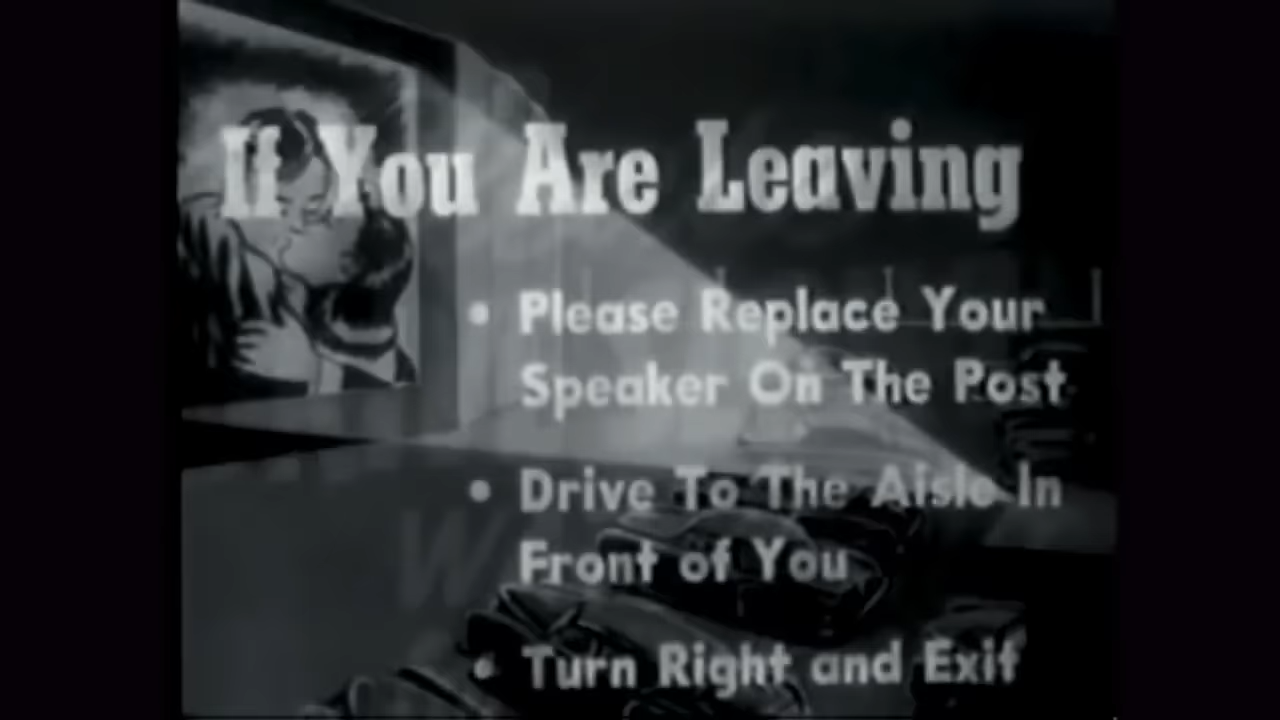 If You Are Leaving
• Please Replace Your
Speaker On The Post
• Drive To The Aisle In
Front of You
• Turn Right and Exit